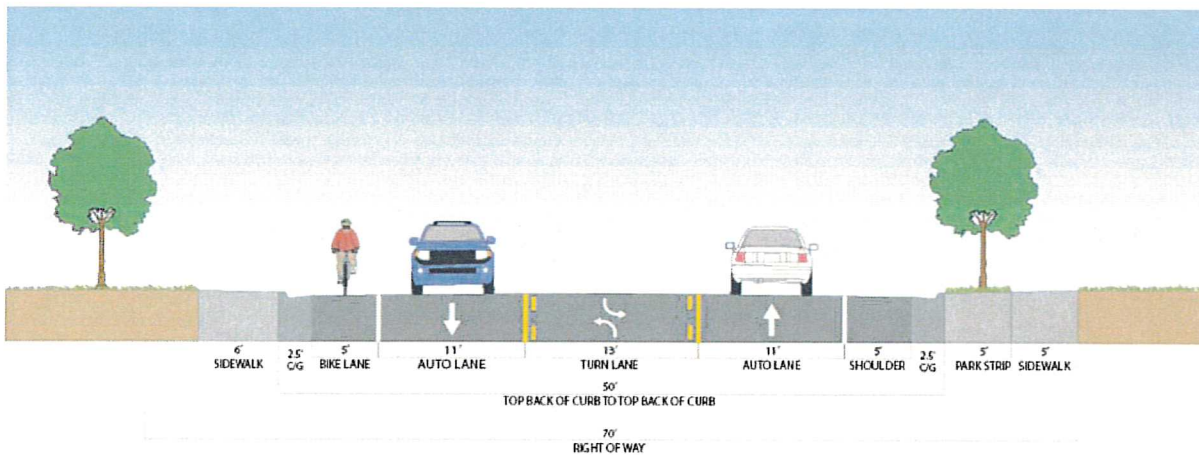 6' SIDEWALK
2.5' C/G
5' BIKE LANE
11' AUTO LANE
13' TURN LANE
11' AUTO LANE
5' SHOULDER
2.5' C/G
5' PARK STRIP
5' SIDEWALK
50'
TOP BACK OF CURB TO TOP BACK OF CURB
70'
RIGHT OF WAY